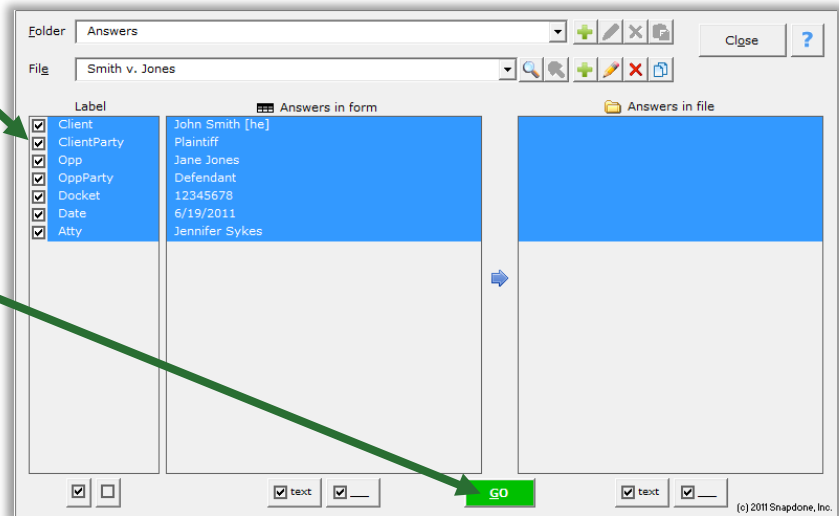 Folder Answers Close ?
File Smith v. Jones
Label Answers in form Answers in file
Client John Smith [he]
ClientParty Plaintiff
Opp Jane Jones
OppParty Defendant
Docket 12345678
Date 6/19/2011
Atty Jennifer Sykes
text __ GO text __
(c) 2011 Snapdone, Inc.